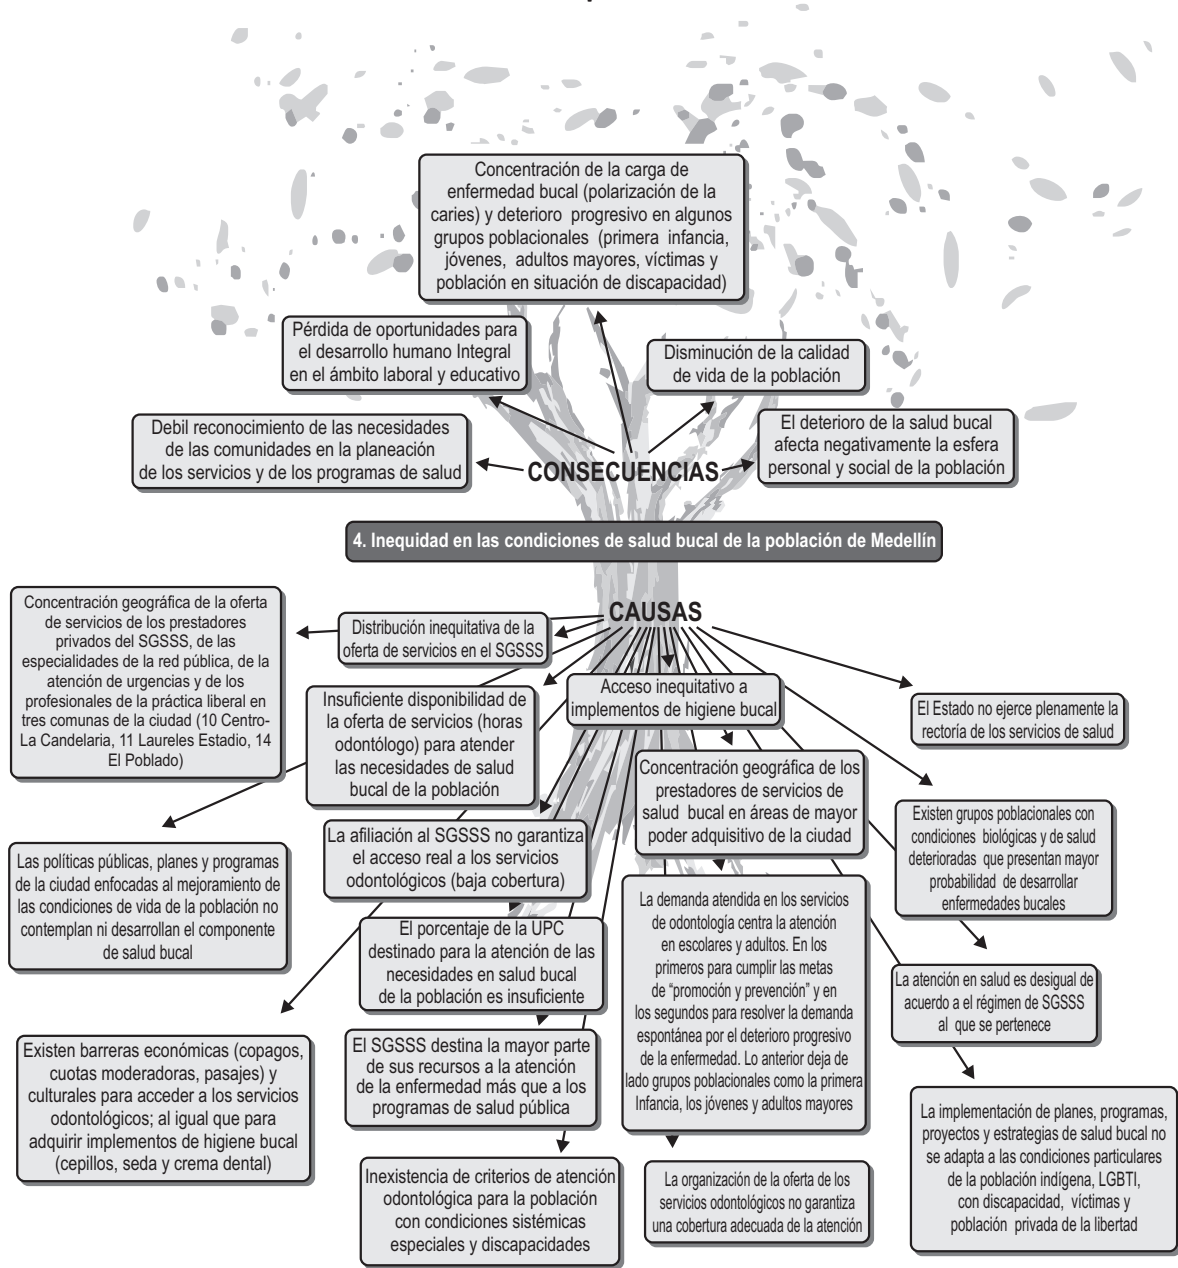 Concentración de la carga de
enfermedad bucal (polarización de la
caries) y deterioro progresivo en algunos
grupos poblacionales (primera infancia,
jóvenes, adultos mayores, víctimas y
población en situación de discapacidad)
Pérdida de oportunidades para
el desarrollo humano Integral
en el ámbito laboral y educativo
Disminución de la calidad
de vida de la población
Debil reconocimiento de las necesidades
de las comunidades en la planeación
de los servicios y de los programas de salud
El deterioro de la salud bucal
afecta negativamente la esfera
personal y social de la población
CONSECUENCIAS
4. Inequidad en las condiciones de salud bucal de la población de Medellín
CAUSAS
Concentración geográfica de la oferta
de servicios de los prestadores
privados del SGSSS, de las
especialidades de la red pública, de la
atención de urgencias y de los
profesionales de la práctica liberal en
tres comunas de la ciudad (10 Centro-
La Candelaria, 11 Laureles Estadio, 14
El Poblado)
Distribución inequitativa de la
oferta de servicios en el SGSSS
Insuficiente disponibilidad de
la oferta de servicios (horas
odontólogo) para atender
las necesidades de salud
bucal de la población
Acceso inequitativo a
implementos de higiene bucal
El Estado no ejerce plenamente la
rectoría de los servicios de salud
Concentración geográfica de los
prestadores de servicios de
salud bucal en áreas de mayor
poder adquisitivo de la ciudad
Existen grupos poblacionales con
condiciones biológicas y de salud
deterioradas que presentan mayor
probabilidad de desarrollar
enfermedades bucales
La afiliación al SGSSS no garantiza
el acceso real a los servicios
odontológicos (baja cobertura)
Las políticas públicas, planes y programas
de la ciudad enfocadas al mejoramiento de
las condiciones de vida de la población no
contemplan ni desarrollan el componente
de salud bucal
El porcentaje de la UPC
destinado para la atención de las
necesidades en salud bucal
de la población es insuficiente
La demanda atendida en los servicios
de odontología centra la atención
en escolares y adultos. En los
primeros para cumplir las metas
de “promoción y prevención” y en
los segundos para resolver la demanda
espontánea por el deterioro progresivo
de la enfermedad. Lo anterior deja de
lado grupos poblacionales como la primera
Infancia, los jóvenes y adultos mayores
La atención en salud es desigual de
acuerdo a el régimen de SGSSS
al que se pertenece
Existen barreras económicas (copagos,
cuotas moderadoras, pasajes) y
culturales para acceder a los servicios
odontológicos; al igual que para
adquirir implementos de higiene bucal
(cepillos, seda y crema dental)
El SGSSS destina la mayor parte
de sus recursos a la atención
de la enfermedad más que a los
programas de salud pública
La implementación de planes, programas,
proyectos y estrategias de salud bucal no
se adapta a las condiciones particulares
de la población indígena, LGBTI,
con discapacidad, víctimas y
población privada de la libertad
Inexistencia de criterios de atención
odontológica para la población
con condiciones sistémicas
especiales y discapacidades
La organización de la oferta de los
servicios odontológicos no garantiza
una cobertura adecuada de la atención